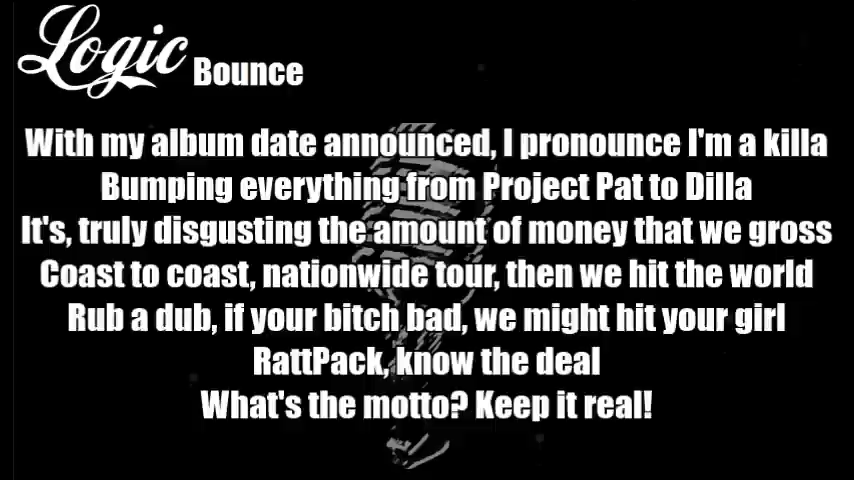 Logic Bounce
With my album date announced, I pronounce I'm a killa
Bumping everything from Project Pat to Dilla
It's, truly disgusting the amount of money that we gross
Coast to coast, nationwide tour, then we hit the world
Rub a dub, if your bitch bad, we might hit your girl
RattPack, know the deal
What's the motto? Keep it real!